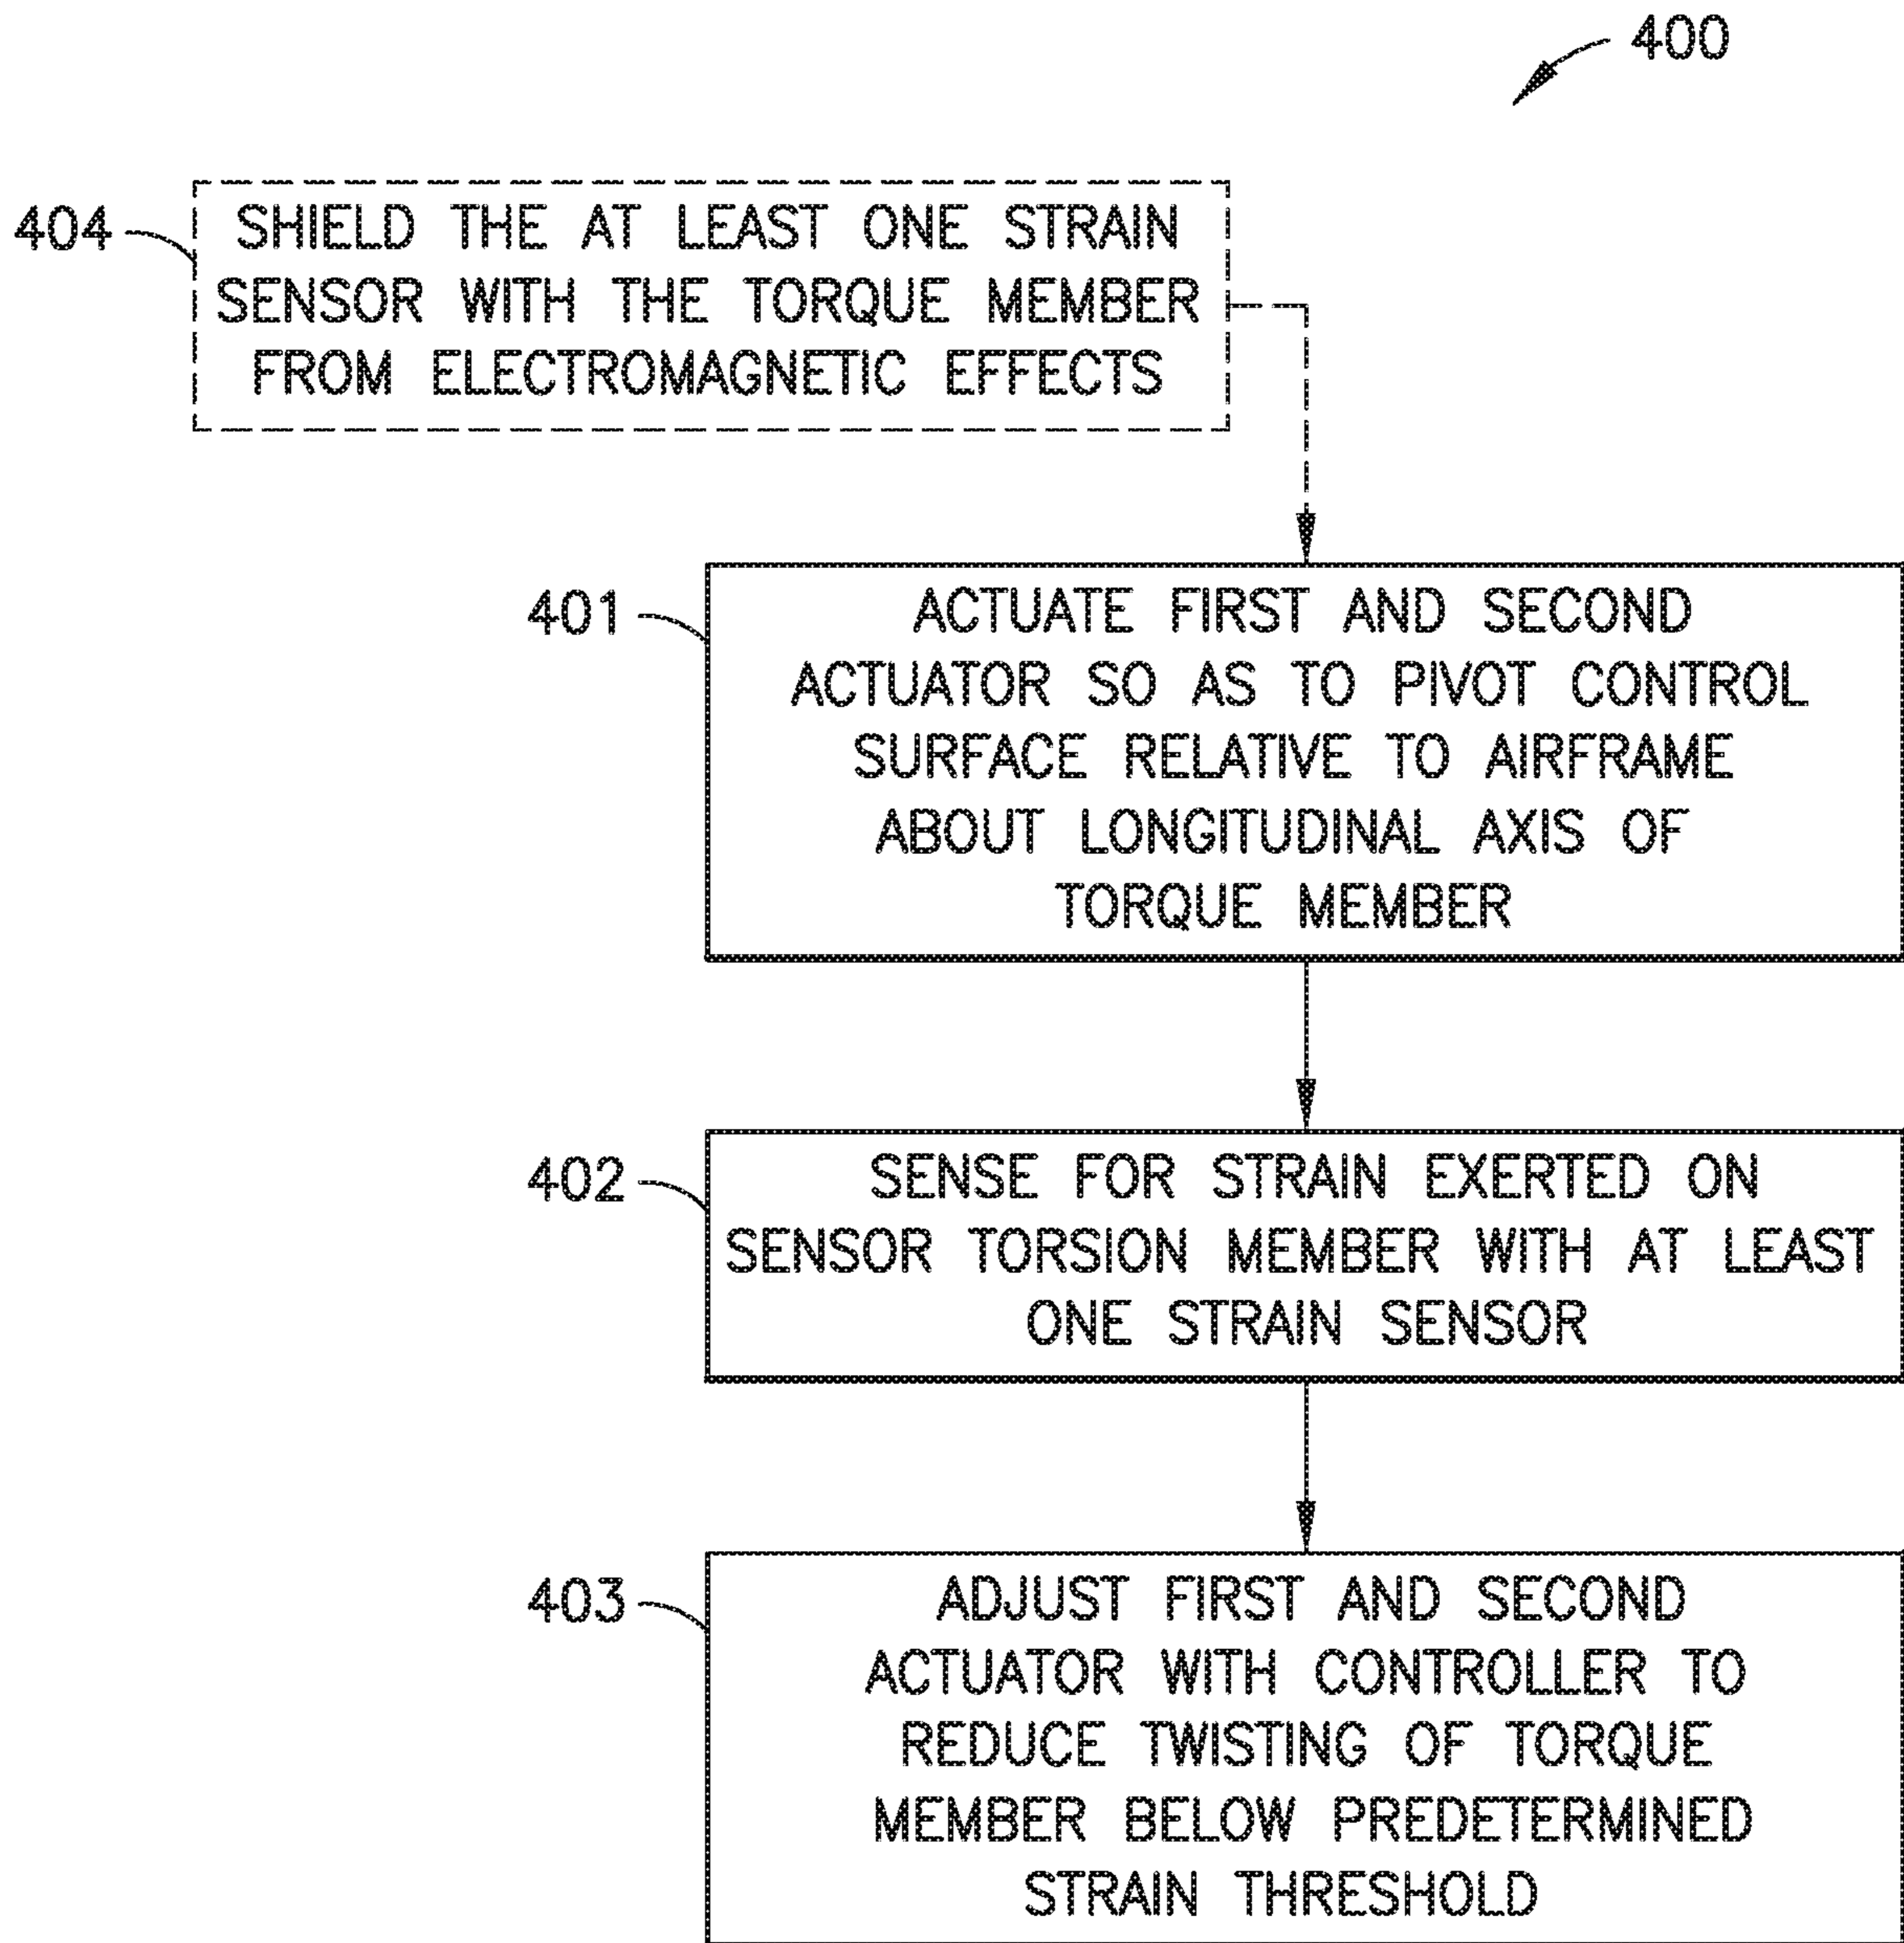 400
404
SHIELD THE AT LEAST ONE STRAIN
SENSOR WITH THE TORQUE MEMBER
FROM ELECTROMAGNETIC EFFECTS
401
ACTUATE FIRST AND SECOND
ACTUATOR SO AS TO PIVOT CONTROL
SURFACE RELATIVE TO AIRFRAME
ABOUT LONGITUDINAL AXIS OF
TORQUE MEMBER
402
SENSE FOR STRAIN EXERTED ON
SENSOR TORSION MEMBER WITH AT LEAST
ONE STRAIN SENSOR
403
ADJUST FIRST AND SECOND
ACTUATOR WITH CONTROLLER TO
REDUCE TWISTING OF TORQUE
MEMBER BELOW PREDETERMINED
STRAIN THRESHOLD